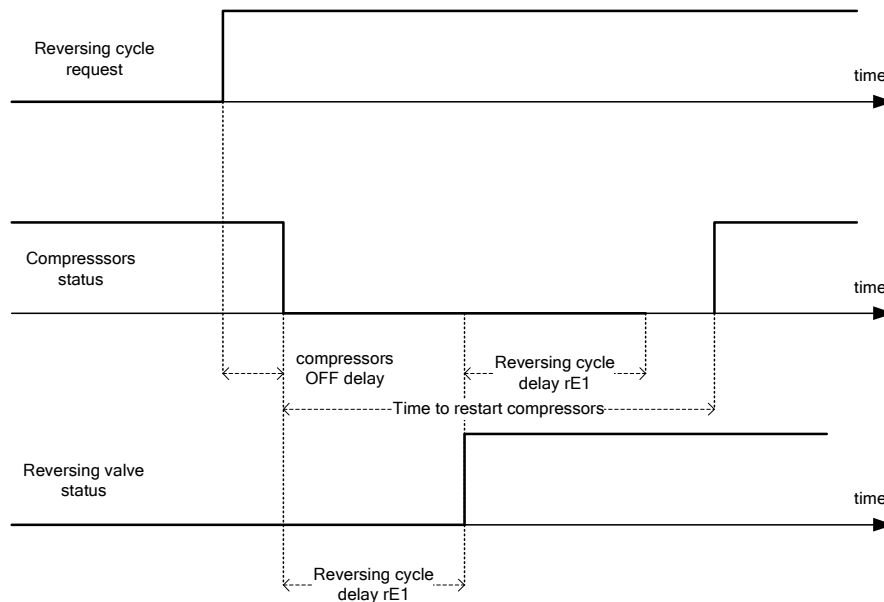 Reversing cycle
request
time
Compresssors
status
time
compressors
OFF delay
Reversing cycle
delay rE1
Time to restart compressors
Reversing valve
status
time
Reversing cycle
delay rE1